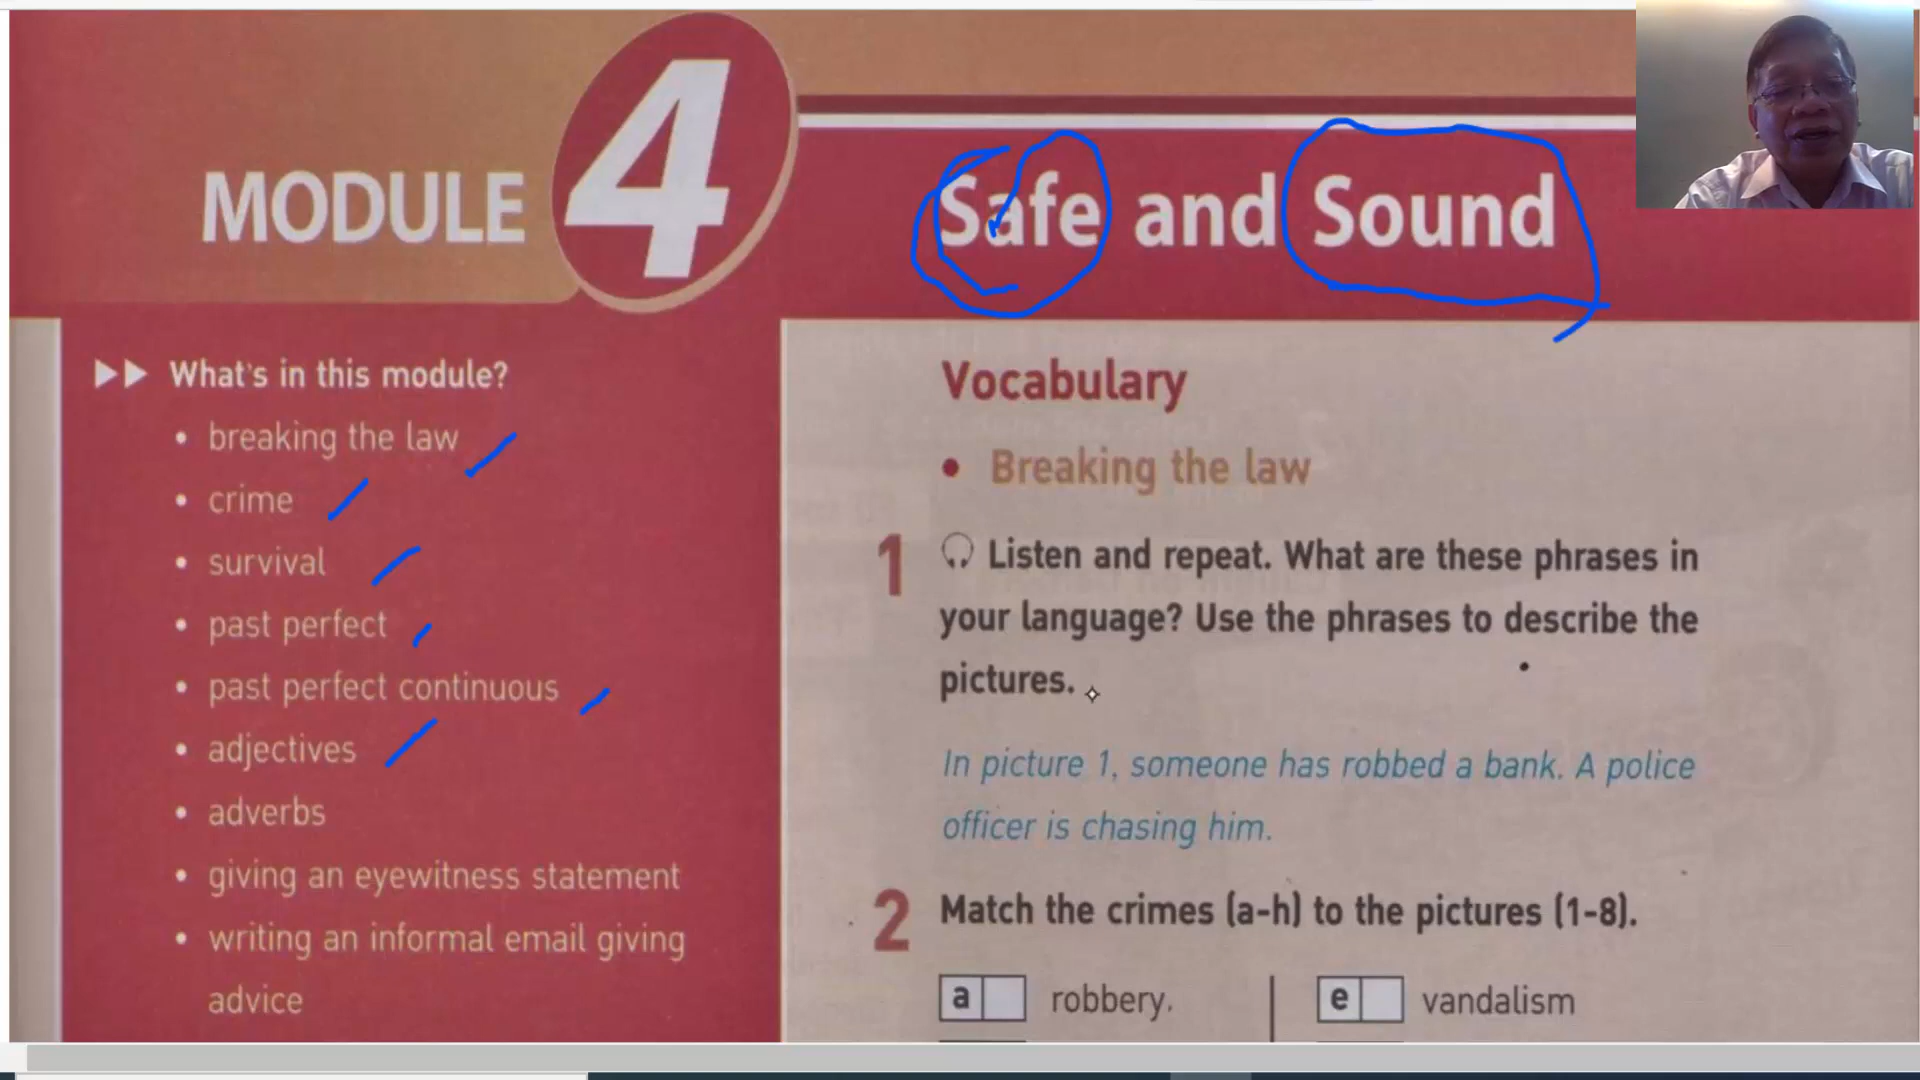 MODULE 4
Safe and Sound
What's in this module?
• breaking the law
• crime
• survival
• past perfect
• past perfect continuous
• adjectives
• adverbs
• giving an eyewitness statement
• writing an informal email giving
advice
Vocabulary
• Breaking the law
1 Listen and repeat. What are these phrases in
your language? Use the phrases to describe the
pictures.
In picture 1, someone has robbed a bank. A police
officer is chasing him.
2 Match the crimes (a-h) to the pictures (1-8).
a robbery.
e vandalism